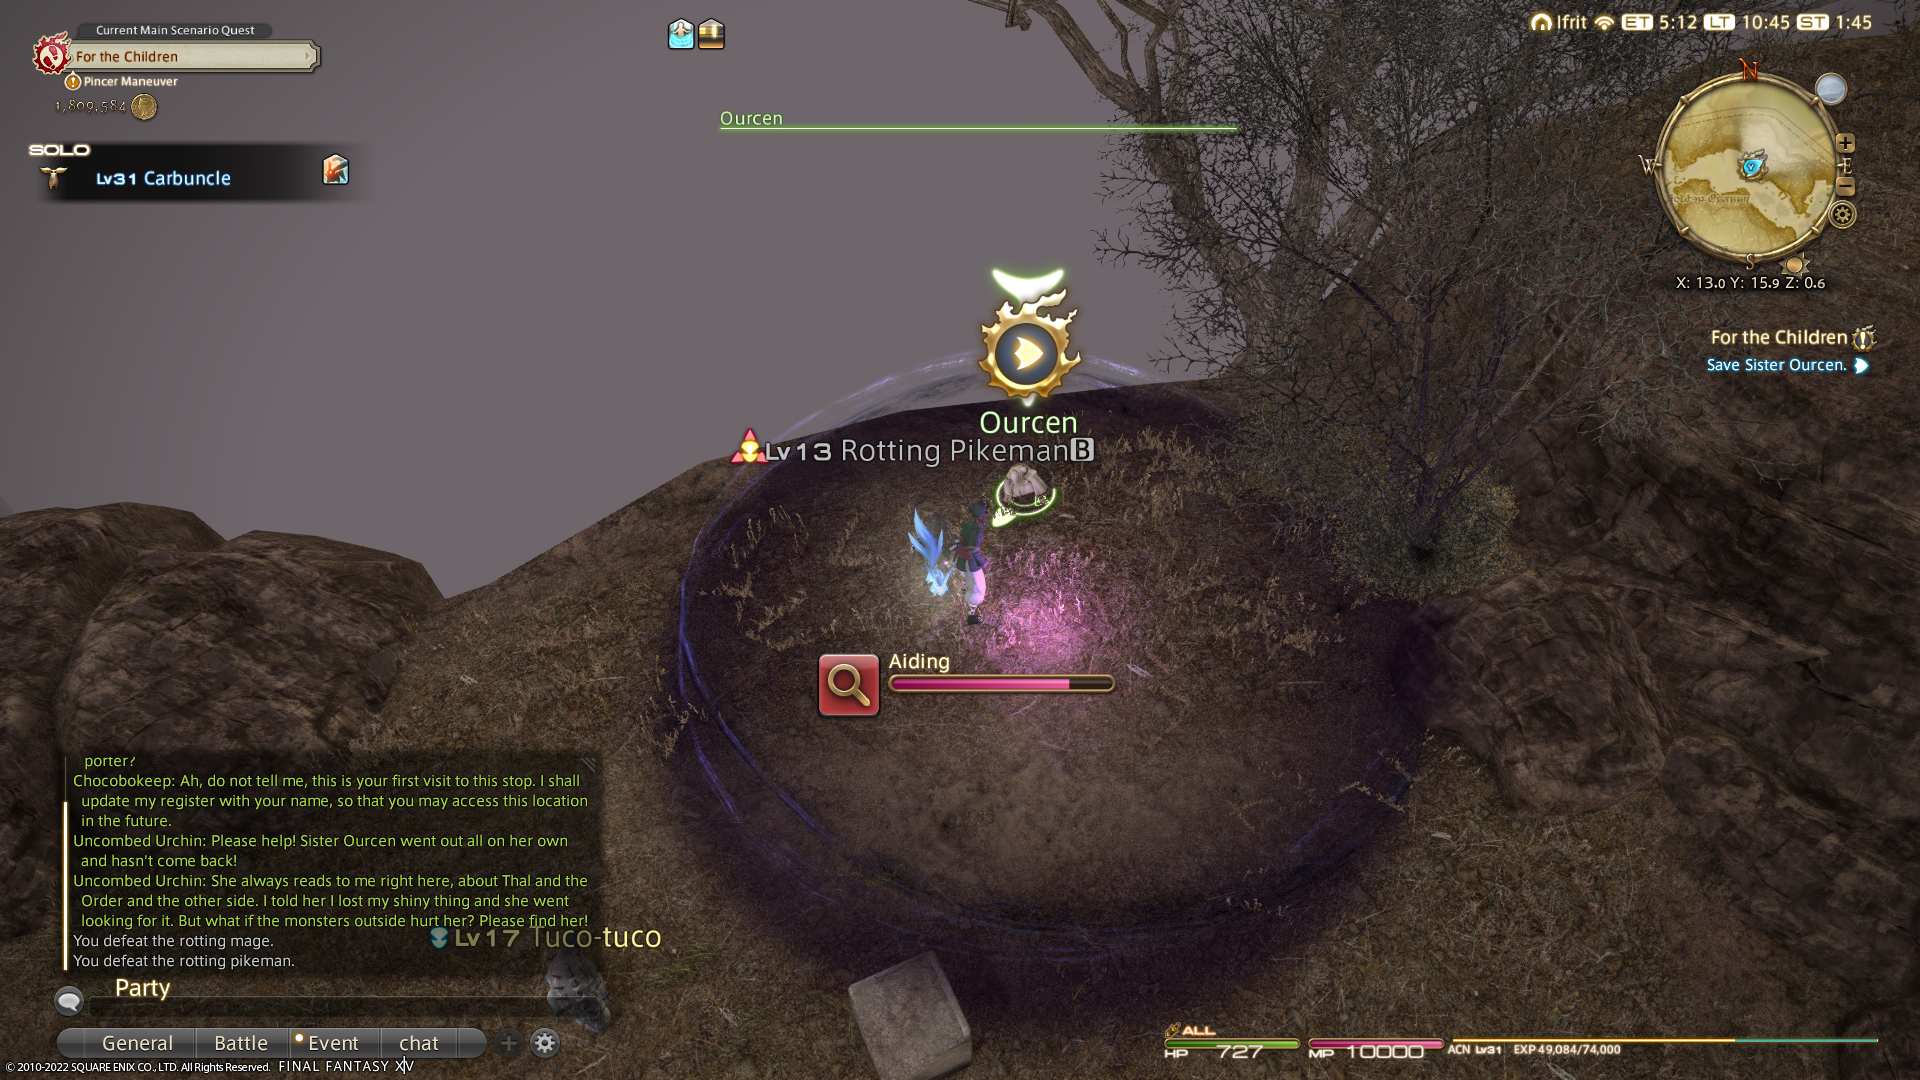 Current Main Scenario Quest
For the Children
Pincer Maneuver
1,809,584
SOLO
Lv31 Carbuncle
Ourcen
Ifrit ET 5:12 LT 10:45 ST 1:45
N
W
E
S
X: 13.0 Y: 15.9 Z: 0.6
For the Children
Save Sister Ourcen.
Ourcen
Lv13 Rotting Pikeman B
Aiding
porter?
Chocobokeep: Ah, do not tell me, this is your first visit to this stop. I shall
update my register with your name, so that you may access this location
in the future.
Uncombed Urchin: Please help! Sister Ourcen went out all on her own
and hasn't come back!
Uncombed Urchin: She always reads to me right here, about Thal and the
Order and the other side. I told her I lost my shiny thing and she went
looking for it. But what if the monsters outside hurt her? Please find her!
You defeat the rotting mage.
You defeat the rotting pikeman.
Lv17 Tuco-tuco
Party
General Battle Event chat
ALL
HP 727 MP 10000 ACN Lv31 EXP 49,084/74,000
© 2010-2022 SQUARE ENIX CO., LTD. All Rights Reserved. FINAL FANTASY XIV